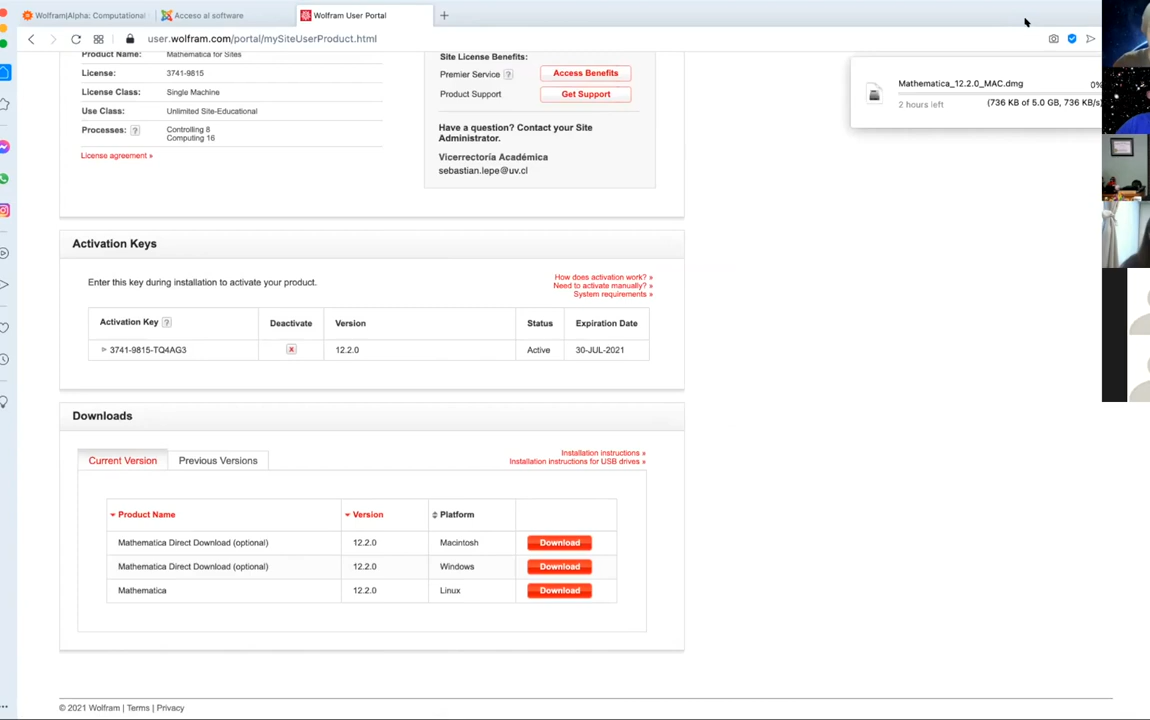 Wolfram|Alpha: Computational
Acceso al software
Wolfram User Portal
user.wolfram.com/portal/mySiteUserProduct.html
Product Name: Mathematica for Sites
License: 3741-9815
License Class: Single Machine
Use Class: Unlimited Site-Educational
Processes: ? Controlling 8
Computing 16
License agreement »
Site License Benefits:
Premier Service ? Access Benefits
Product Support Get Support
Have a question? Contact your Site
Administrator.
Vicerrectoría Académica
sebastian.lepe@uv.cl
Mathematica_12.2.0_MAC.dmg 0%
2 hours left (736 KB of 5.0 GB, 736 KB/s)
Activation Keys
Enter this key during installation to activate your product.
How does activation work? »
Need to activate manually? »
System requirements »
Activation Key ? Deactivate Version Status Expiration Date
3741-9815-TQ4AG3 x 12.2.0 Active 30-JUL-2021
Downloads
Current Version Previous Versions
Installation instructions »
Installation instructions for USB drives »
Product Name Version Platform
Mathematica Direct Download (optional) 12.2.0 Macintosh Download
Mathematica Direct Download (optional) 12.2.0 Windows Download
Mathematica 12.2.0 Linux Download
© 2021 Wolfram | Terms | Privacy